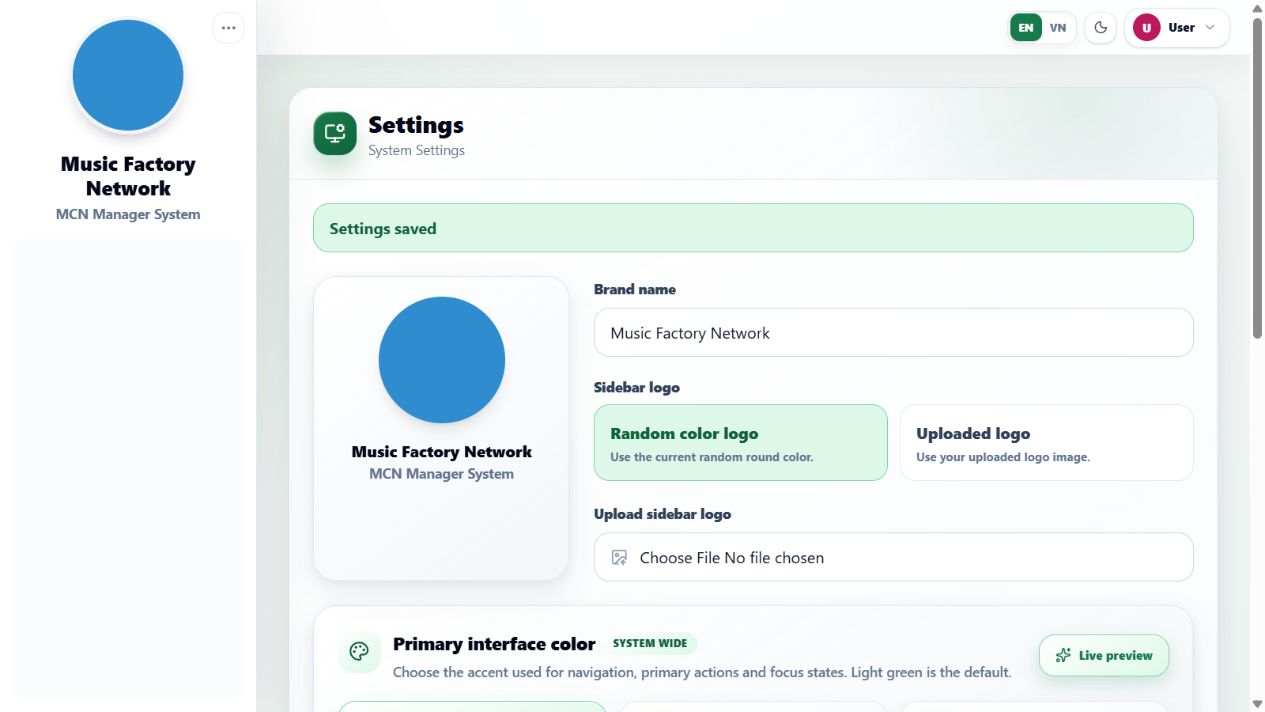 Music Factory
Network
MCN Manager System
EN VN
U User
Settings
System Settings
Settings saved
Music Factory Network
MCN Manager System
Brand name
Music Factory Network
Sidebar logo
Random color logo
Use the current random round color.
Uploaded logo
Use your uploaded logo image.
Upload sidebar logo
Choose File No file chosen
Primary interface color SYSTEM WIDE
Choose the accent used for navigation, primary actions and focus states. Light green is the default.
Live preview